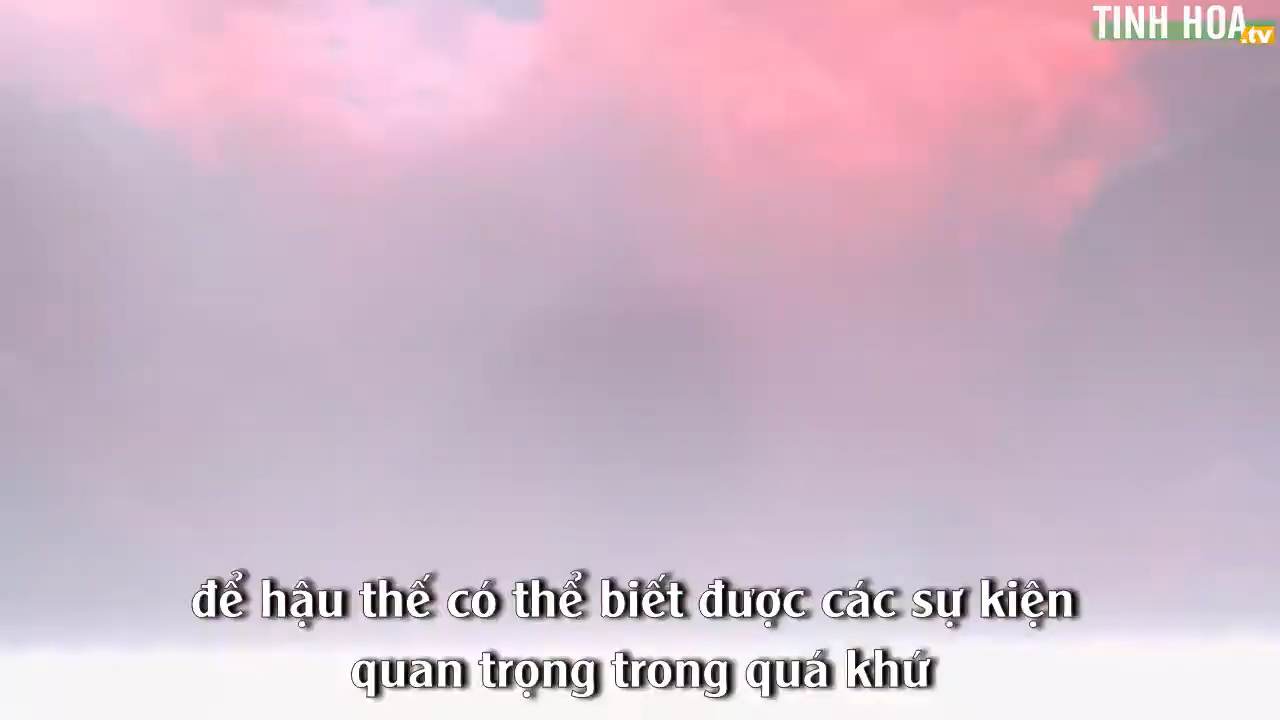 TINH HOA
.tv
để hậu thế có thể biết được các sự kiện
quan trọng trong quá khứ